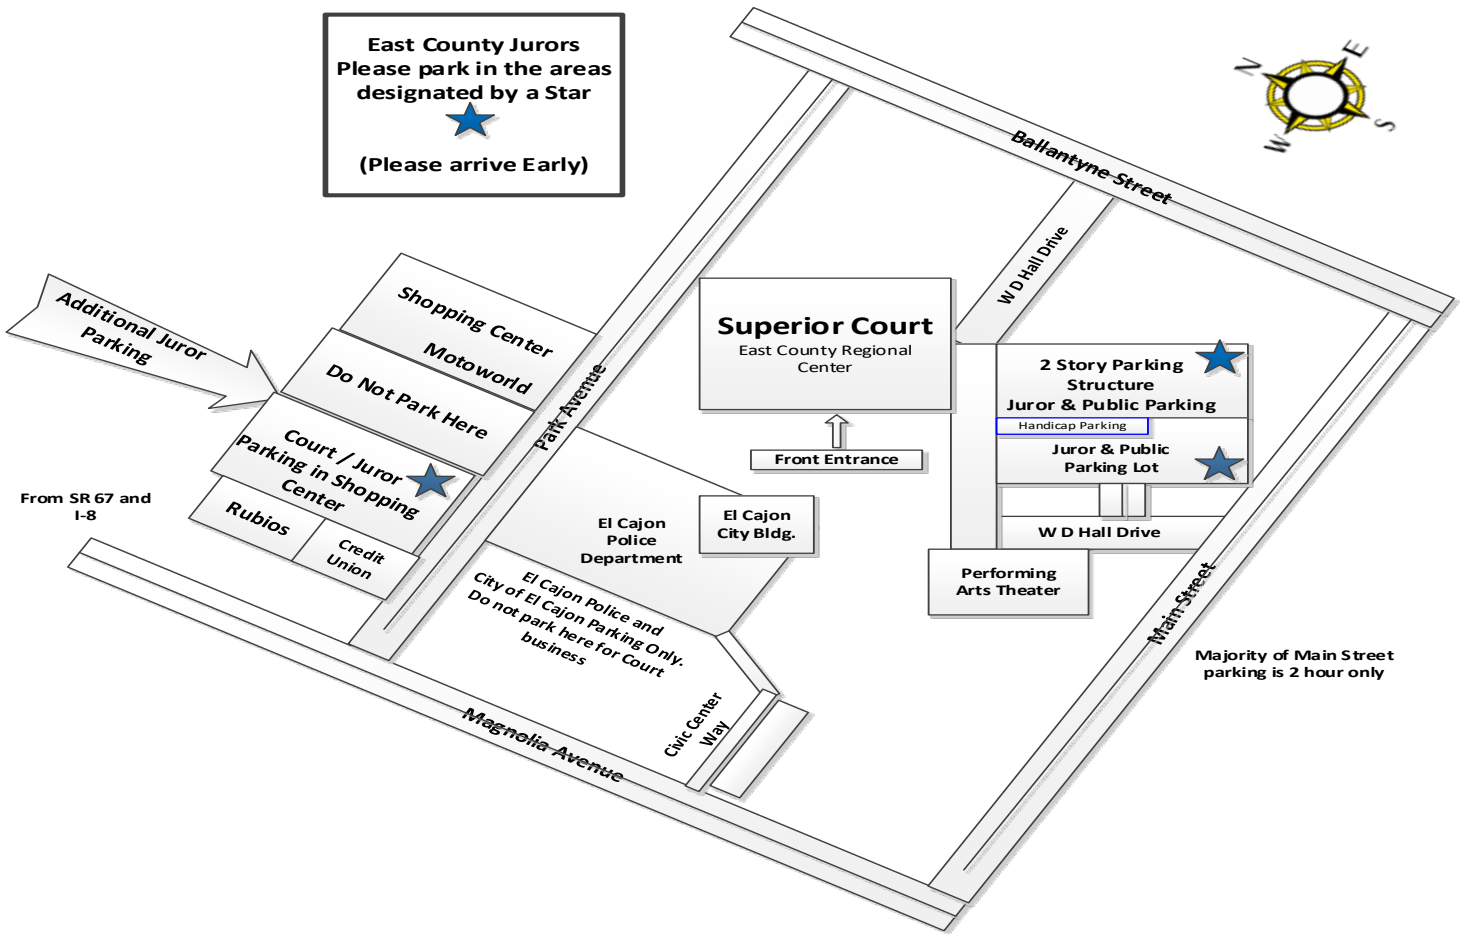 East County Jurors
Please park in the areas
designated by a Star
(Please arrive Early)
N
E
S
W
Ballantyne Street
W D Hall Drive
Additional Juror
Parking
Shopping Center
Motoworld
Do Not Park Here
Court / Juror
Parking in Shopping
Center
Rubios
Credit
Union
From SR 67 and
I-8
Park Avenue
Superior Court
East County Regional
Center
Front Entrance
2 Story Parking
Structure
Juror & Public Parking
Handicap Parking
Juror & Public
Parking Lot
W D Hall Drive
El Cajon
Police
Department
El Cajon
City Bldg.
Performing
Arts Theater
El Cajon Police and
City of El Cajon Parking Only.
Do not park here for Court
business
Civic Center
Way
Main Street
Majority of Main Street
parking is 2 hour only
Magnolia Avenue